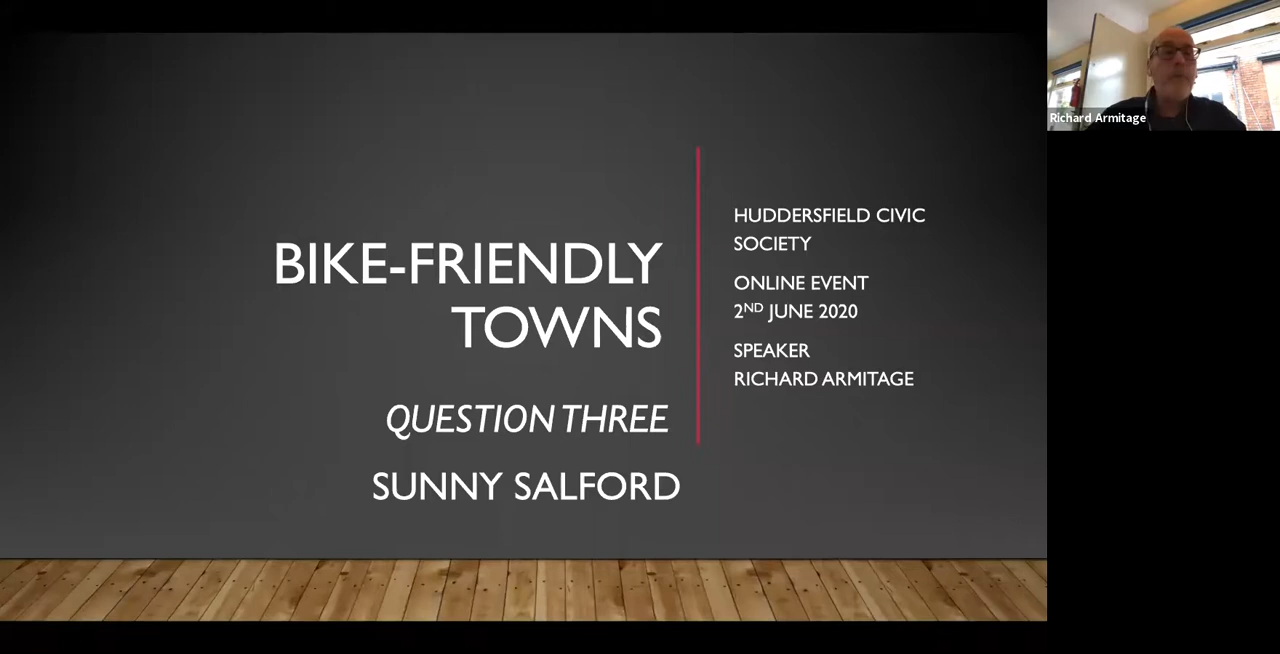 BIKE-FRIENDLY
TOWNS
QUESTION THREE
SUNNY SALFORD
HUDDERSFIELD CIVIC
SOCIETY
ONLINE EVENT
2ND JUNE 2020
SPEAKER
RICHARD ARMITAGE
Richard Armitage